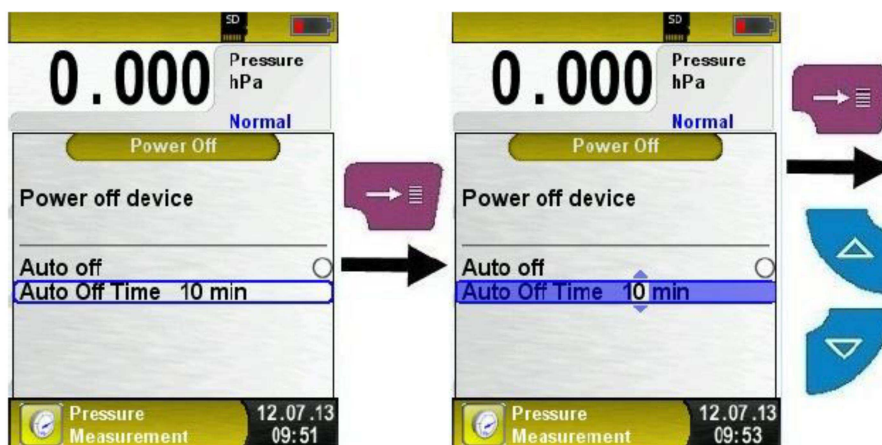 SD
0.000
Pressure
hPa
Normal
Power Off
Power off device
Auto off
Auto Off Time 10 min
Pressure
Measurement
12.07.13
09:51
SD
0.000
Pressure
hPa
Normal
Power Off
Power off device
Auto off
Auto Off Time 10 min
Pressure
Measurement
12.07.13
09:53